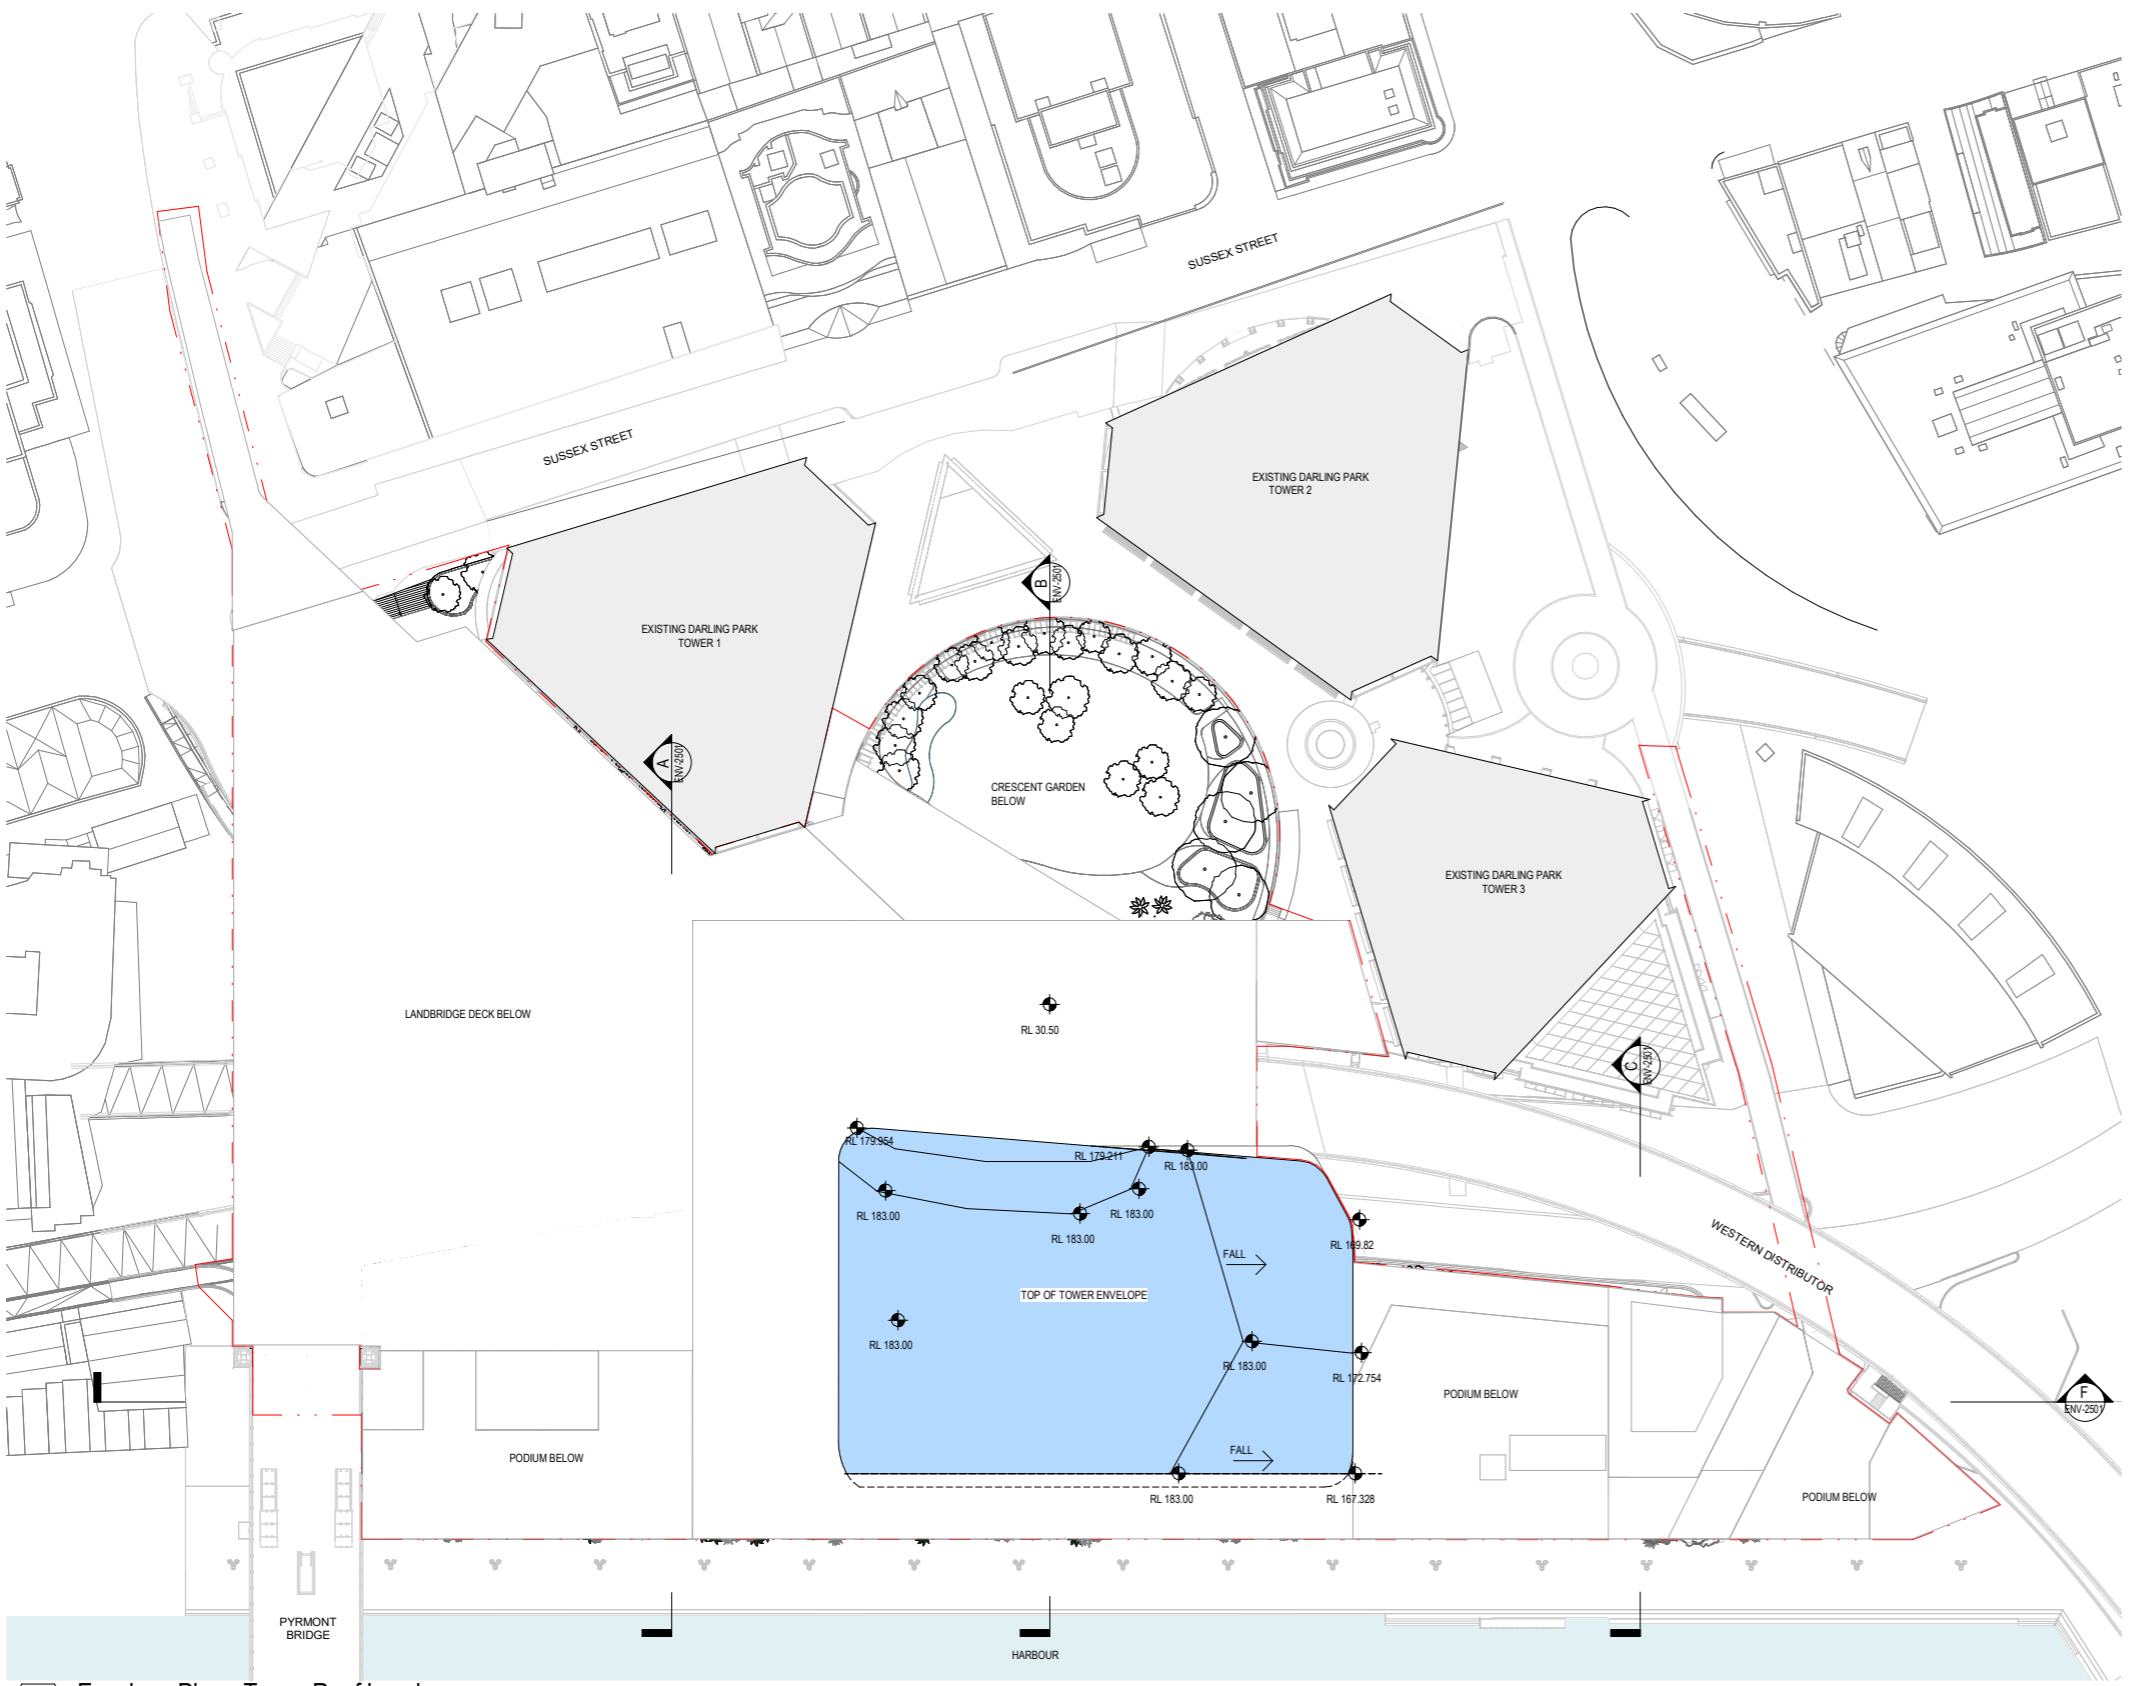 SUSSEX STREET
SUSSEX STREET
EXISTING DARLING PARK
TOWER 2
B
ENV-2501
EXISTING DARLING PARK
TOWER 1
A
ENV-2501
CRESCENT GARDEN
BELOW
EXISTING DARLING PARK
TOWER 3
LANDBRIDGE DECK BELOW
RL 30.50
C
ENV-2501
RL 179.954
RL 179.211
RL 183.00
RL 183.00
RL 183.00
RL 183.00
RL 169.82
FALL
WESTERN DISTRIBUTOR
TOP OF TOWER ENVELOPE
RL 183.00
RL 183.00
RL 172.754
PODIUM BELOW
F
ENV-2501
FALL
PODIUM BELOW
RL 183.00
RL 167.328
PODIUM BELOW
PYRMONT
BRIDGE
HARBOUR